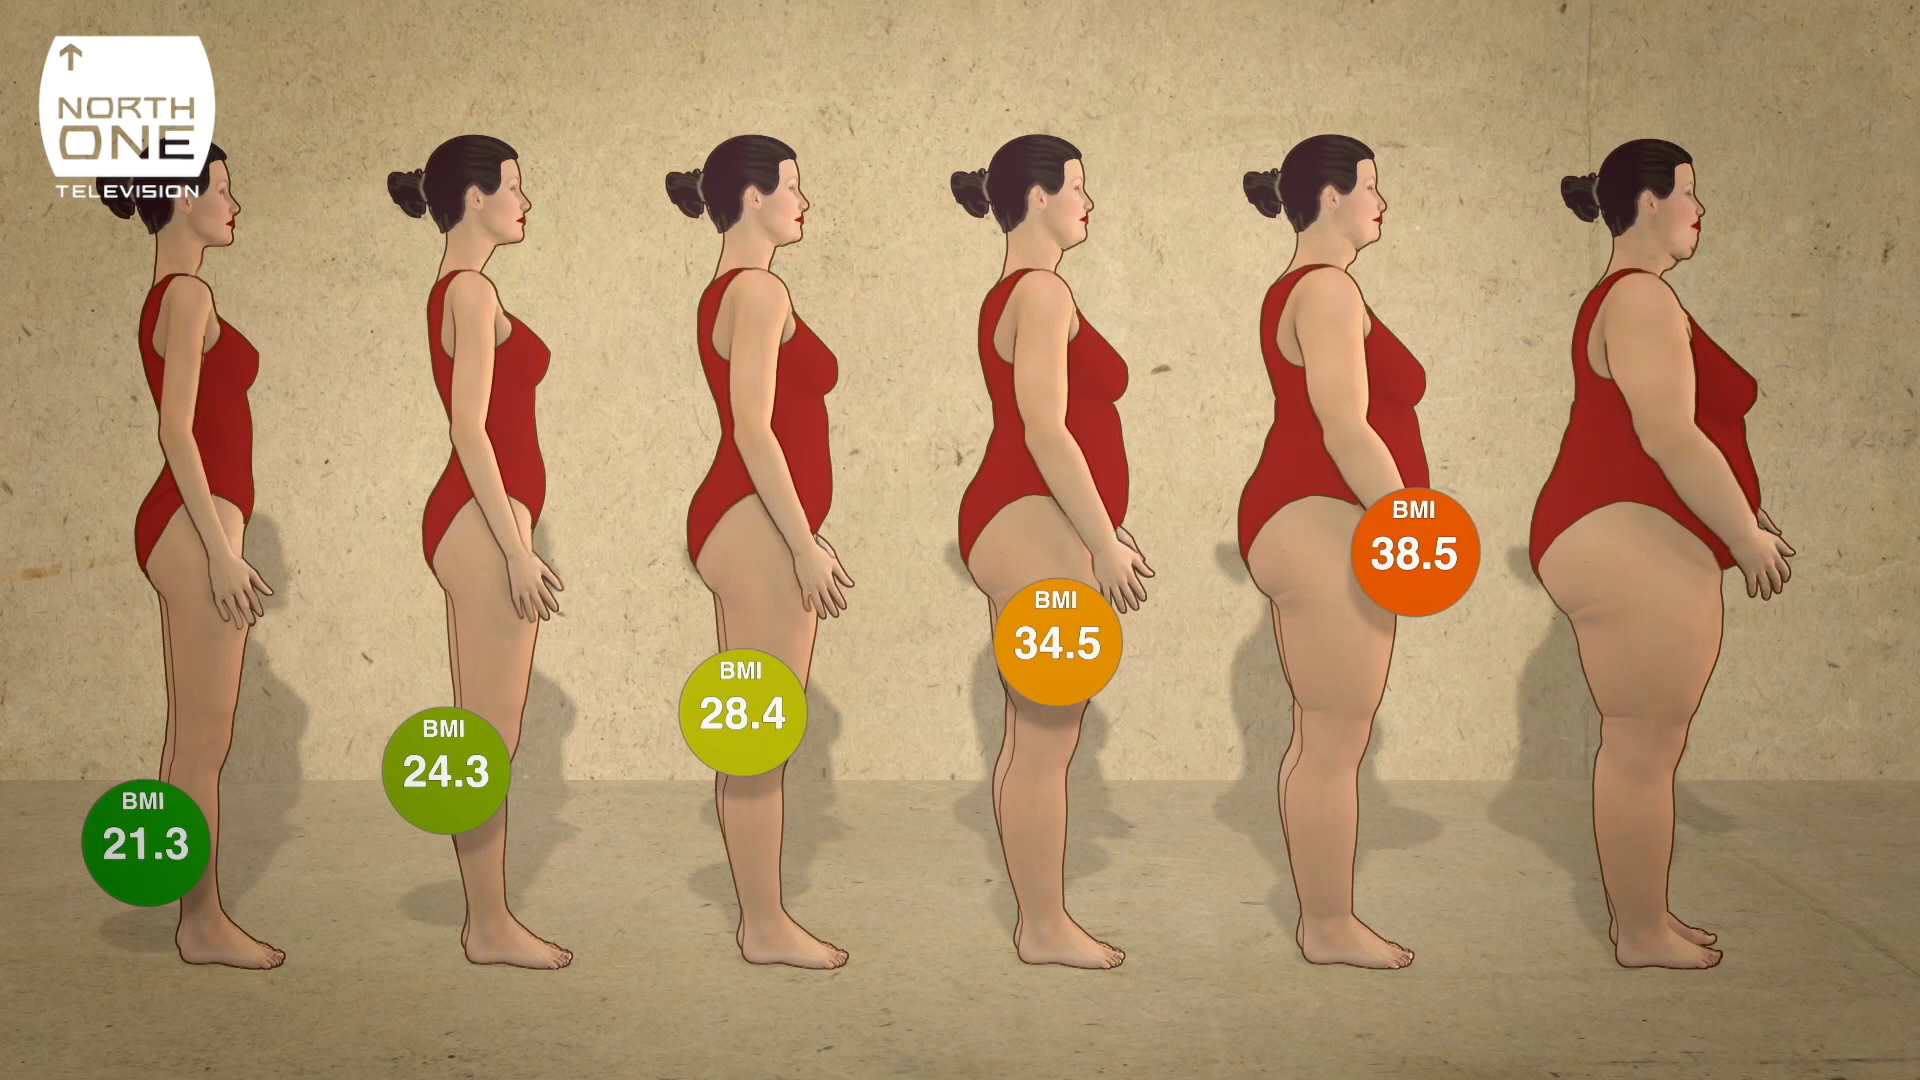 NORTH
ONE
TELEVISION
BMI
21.3
BMI
24.3
BMI
28.4
BMI
34.5
BMI
38.5